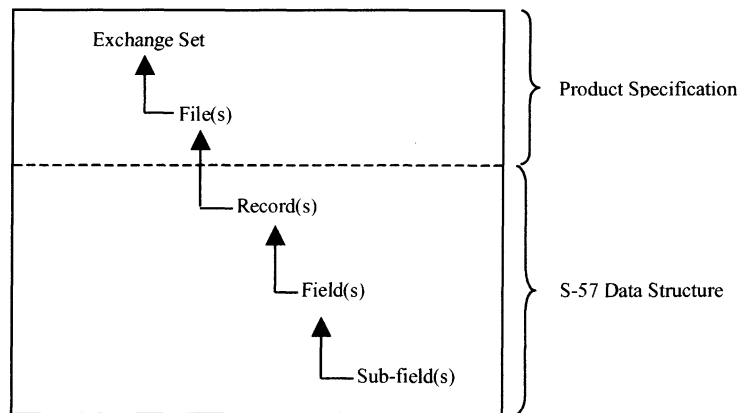 Exchange Set
Product Specification
File(s)
Record(s)
Field(s)
S-57 Data Structure
Sub-field(s)